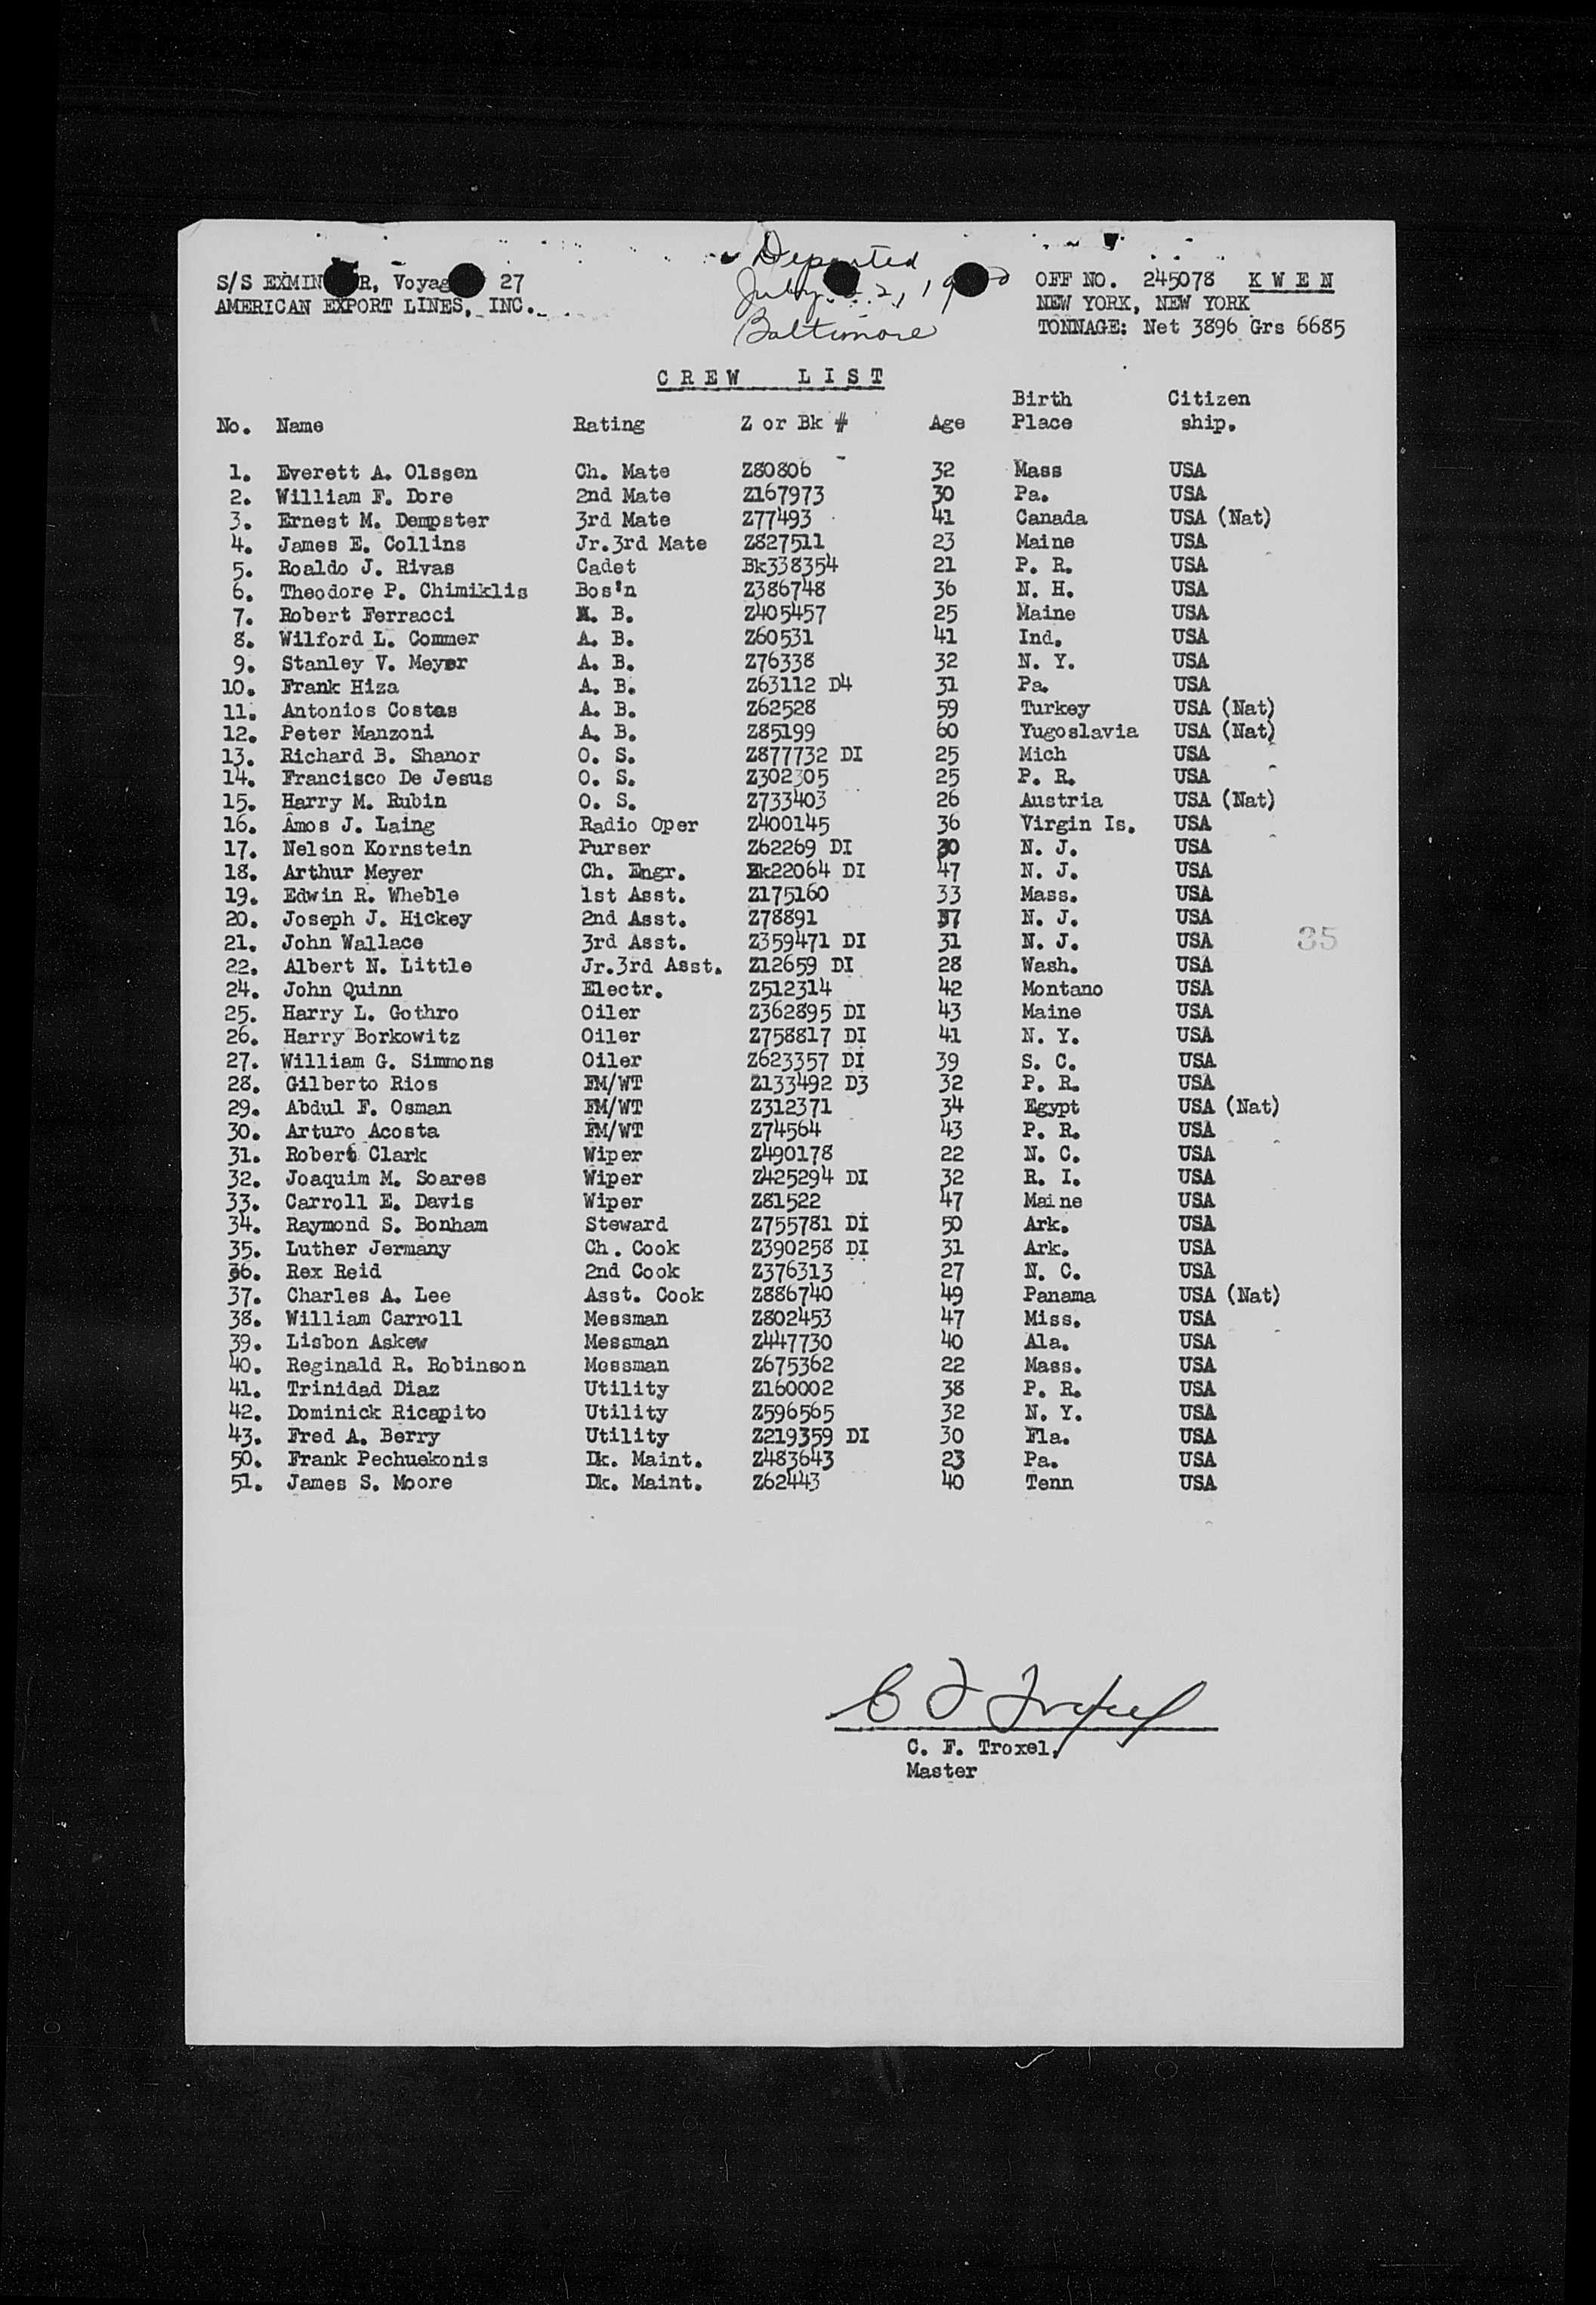 Departed
S/S EXMIN R, Voyag 27
AMERICAN EXPORT LINES, INC.
July 2, 19
Baltimore
OFF NO. 245078 K W E N
NEW YORK, NEW YORK
TONNAGE: Net 3896 Grs 6685
C R E W L I S T
No. Name Rating Z or Bk # Age Birth Place Citizen ship.
1. Everett A. Olssen Ch. Mate Z80806 32 Mass USA
2. William F. Dore 2nd Mate Z167973 30 Pa. USA
3. Ernest M. Dempster 3rd Mate Z77493 41 Canada USA (Nat)
4. James E. Collins Jr.3rd Mate Z827511 23 Maine USA
5. Roaldo J. Rivas Cadet Bk338354 21 P. R. USA
6. Theodore P. Chimiklis Bos'n Z386748 36 N. H. USA
7. Robert Ferracci A. B. Z405457 25 Maine USA
8. Wilford L. Commer A. B. Z60531 41 Ind. USA
9. Stanley V. Meyer A. B. Z76338 32 N. Y. USA
10. Frank Hiza A. B. Z63112 D4 31 Pa. USA
11. Antonios Costas A. B. Z62528 59 Turkey USA (Nat)
12. Peter Manzoni A. B. Z85199 60 Yugoslavia USA (Nat)
13. Richard B. Shanor O. S. Z877732 DI 25 Mich USA
14. Francisco De Jesus O. S. Z302305 25 P. R. USA
15. Harry M. Rubin O. S. Z733403 26 Austria USA (Nat)
16. Amos J. Laing Radio Oper Z400145 36 Virgin Is. USA
17. Nelson Kornstein Purser Z62269 DI 30 N. J. USA
18. Arthur Meyer Ch. Engr. Bk22064 DI 47 N. J. USA
19. Edwin R. Wheble 1st Asst. Z175160 33 Mass. USA
20. Joseph J. Hickey 2nd Asst. Z78891 37 N. J. USA
21. John Wallace 3rd Asst. Z359471 DI 31 N. J. USA
35
22. Albert N. Little Jr.3rd Asst. Z12659 DI 28 Wash. USA
24. John Quinn Electr. Z512314 42 Montano USA
25. Harry L. Gothro Oiler Z362895 DI 43 Maine USA
26. Harry Borkowitz Oiler Z758817 DI 41 N. Y. USA
27. William G. Simmons Oiler Z623357 DI 39 S. C. USA
28. Gilberto Rios FM/WT Z133492 D3 32 P. R. USA
29. Abdul F. Osman FM/WT Z312371 34 Egypt USA (Nat)
30. Arturo Acosta FM/WT Z74564 43 P. R. USA
31. Robert Clark Wiper Z490178 22 N. C. USA
32. Joaquim M. Soares Wiper Z425294 DI 32 R. I. USA
33. Carroll E. Davis Wiper Z81522 47 Maine USA
34. Raymond S. Bonham Steward Z755781 DI 50 Ark. USA
35. Luther Jermany Ch. Cook Z390258 DI 31 Ark. USA
36. Rex Reid 2nd Cook Z376313 27 N. C. USA
37. Charles A. Lee Asst. Cook Z886740 49 Panama USA (Nat)
38. William Carroll Messman Z802453 47 Miss. USA
39. Lisbon Askew Messman Z447730 40 Ala. USA
40. Reginald R. Robinson Messman Z675362 22 Mass. USA
41. Trinidad Diaz Utility Z160002 38 P. R. USA
42. Dominick Ricapito Utility Z596565 32 N. Y. USA
43. Fred A. Berry Utility Z219359 DI 30 Fla. USA
50. Frank Pechuekonis Dk. Maint. Z483643 23 Pa. USA
51. James S. Moore Dk. Maint. Z62443 40 Tenn USA
C F Troxel
C. F. Troxel,
Master